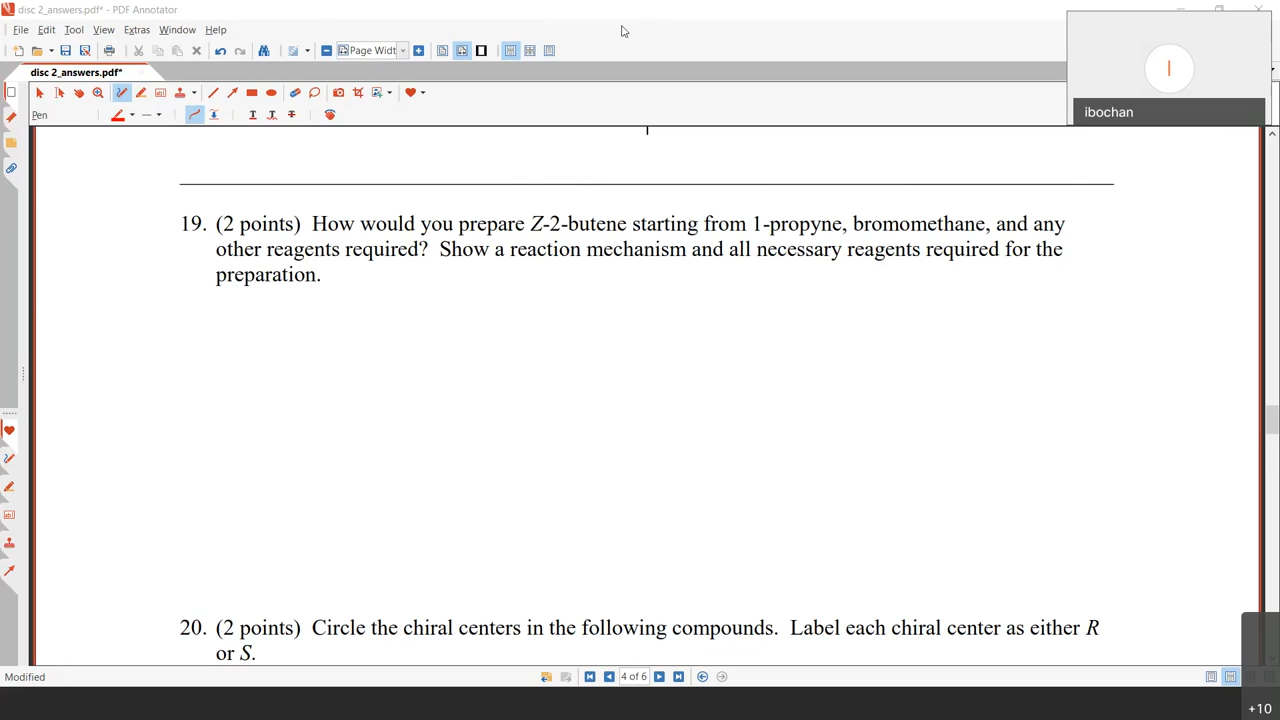 disc 2_answers.pdf* - PDF Annotator
File Edit Tool View Extras Window Help
Page Widt
disc 2_answers.pdf*
Pen
I
ibochan
19. (2 points) How would you prepare Z-2-butene starting from 1-propyne, bromomethane, and any
other reagents required? Show a reaction mechanism and all necessary reagents required for the
preparation.
20. (2 points) Circle the chiral centers in the following compounds. Label each chiral center as either R
or S.
Modified
4 of 6
+10